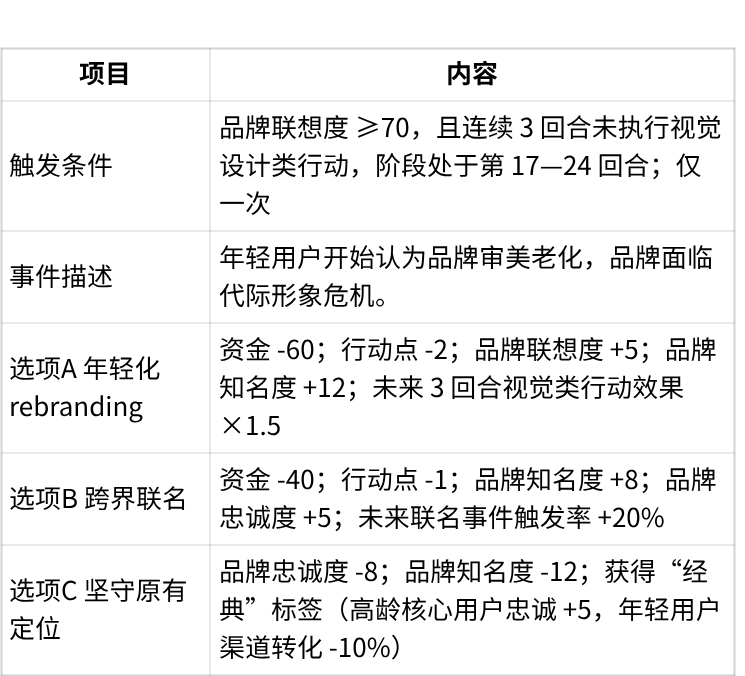 项目
内容
触发条件
品牌联想度 ≥70，且连续 3 回合未执行视觉
设计类行动，阶段处于第 17—24 回合；仅
一次
事件描述
年轻用户开始认为品牌审美老化，品牌面临
代际形象危机。
选项A 年轻化
rebranding
资金 -60；行动点 -2；品牌联想度 +5；品牌
知名度 +12；未来 3 回合视觉类行动效果
×1.5
选项B 跨界联名
资金 -40；行动点 -1；品牌知名度 +8；品牌
忠诚度 +5；未来联名事件触发率 +20%
选项C 坚守原有
定位
品牌忠诚度 -8；品牌知名度 -12；获得“经
典”标签（高龄核心用户忠诚 +5，年轻用户
渠道转化 -10%）